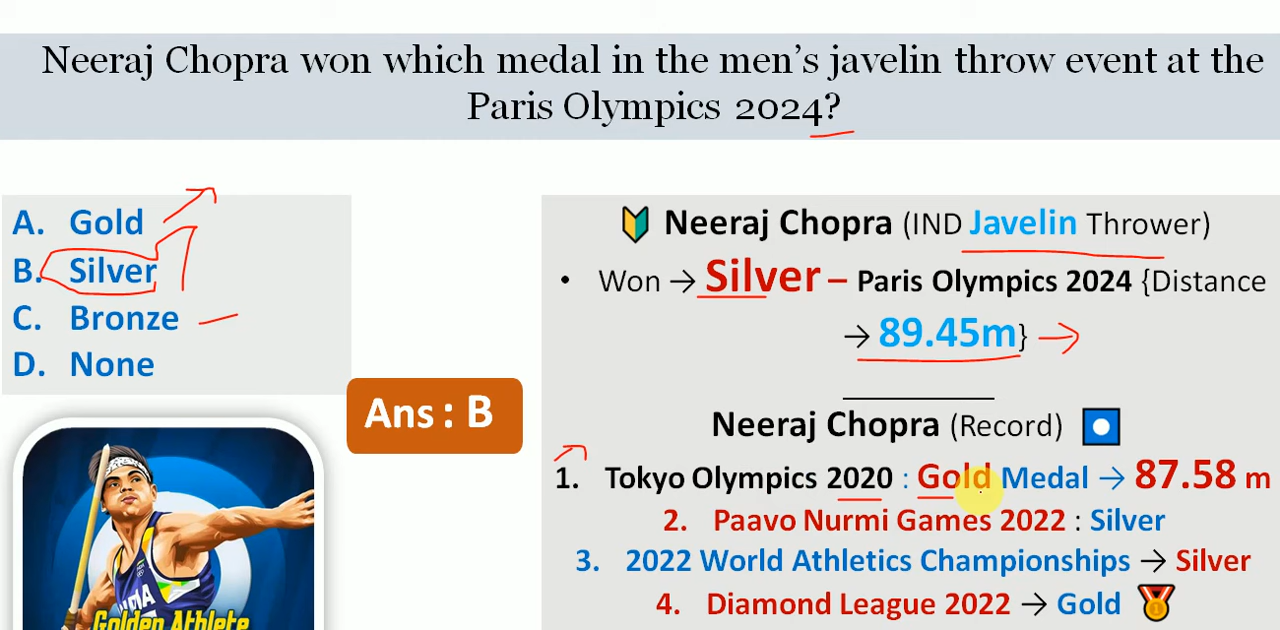 Neeraj Chopra won which medal in the men’s javelin throw event at the
Paris Olympics 2024?
A. Gold
B. Silver
C. Bronze
D. None
Ans : B
INDIA
Golden Athlete
Neeraj Chopra (IND Javelin Thrower)
• Won → Silver – Paris Olympics 2024 {Distance
→ 89.45m}
Neeraj Chopra (Record)
1. Tokyo Olympics 2020 : Gold Medal → 87.58 m
2. Paavo Nurmi Games 2022 : Silver
3. 2022 World Athletics Championships → Silver
4. Diamond League 2022 → Gold